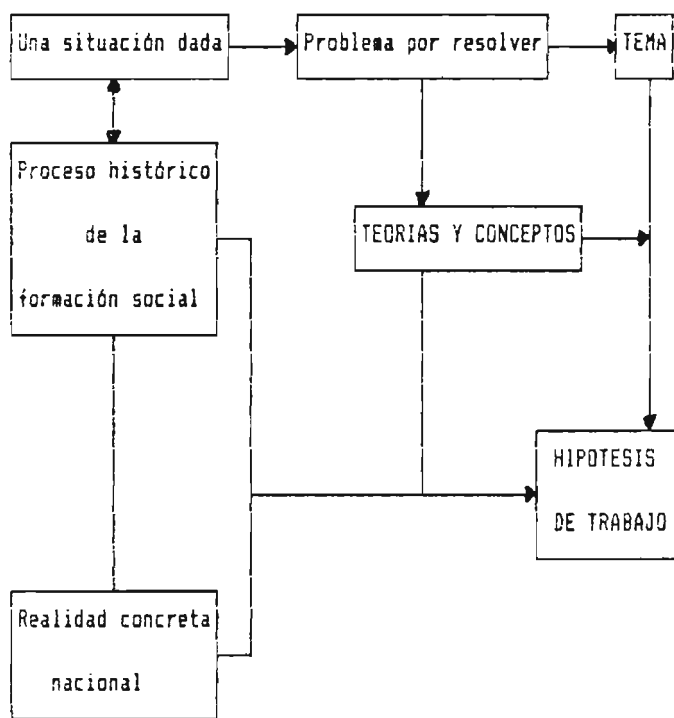 Una situación dada
Problema por resolver
TEMA
Proceso histórico
de la
formación social
TEORIAS Y CONCEPTOS
HIPOTESIS
DE TRABAJO
Realidad concreta
nacional